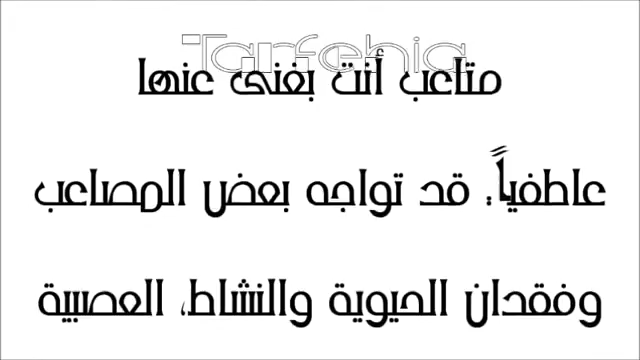 Tarfehia
متاعب أنت بغنى عنها
عاطفياً: قد تواجه بعض المصاعب
وفقدان الحيوية والنشاط، العصبية